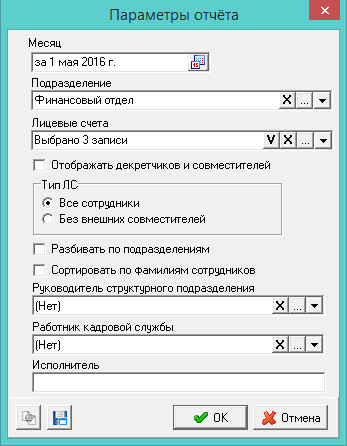 Параметры отчёта
Месяц
за 1 мая 2016 г.
Подразделение
Финансовый отдел
Лицевые счета
Выбрано 3 записи
Отображать декретчиков и совместителей
Тип ЛС
Все сотрудники
Без внешних совместителей
Разбивать по подразделениям
Сортировать по фамилиям сотрудников
Руководитель структурного подразделения
(Нет)
Работник кадровой службы
(Нет)
Исполнитель
OK Отмена